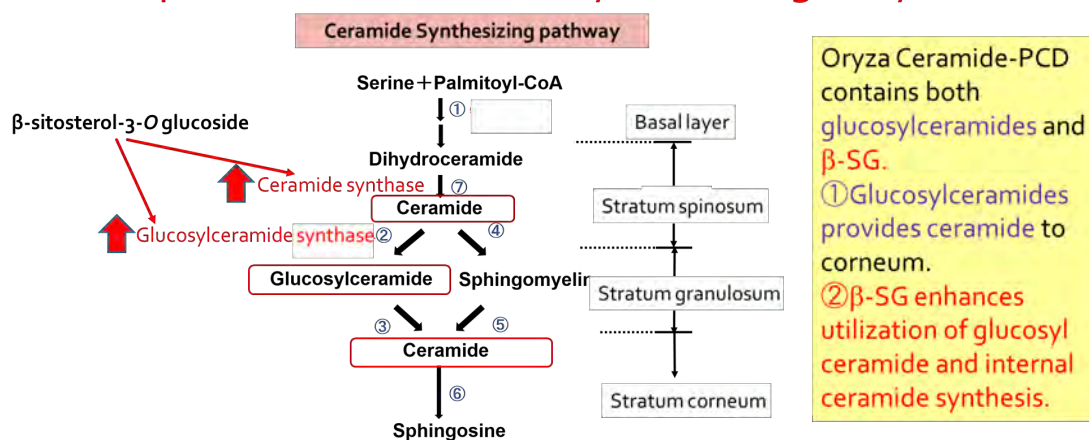 Ceramide Synthesizing pathway
Serine+Palmitoyl-CoA
①
β-sitosterol-3-O glucoside
Dihydroceramide
Ceramide synthase
⑦
Ceramide
Glucosylceramide synthase
②
④
Glucosylceramide
Sphingomyelin
③
⑤
Ceramide
⑥
Sphingosine
Basal layer
Stratum spinosum
Stratum granulosum
Stratum corneum
Oryza Ceramide-PCD
contains both
glucosylceramides and
β-SG.
①Glucosylceramides
provides ceramide to
corneum.
②β-SG enhances
utilization of glucosyl
ceramide and internal
ceramide synthesis.